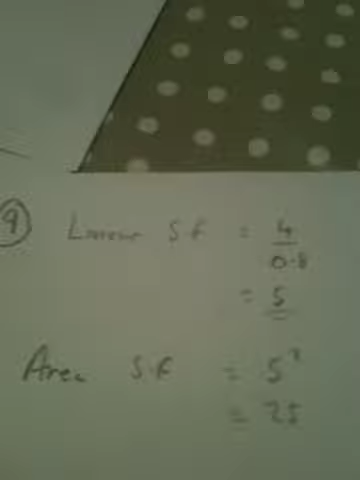 9 Linear S.F = 4/0.8
= 5
Area S.F = 5²
= 25